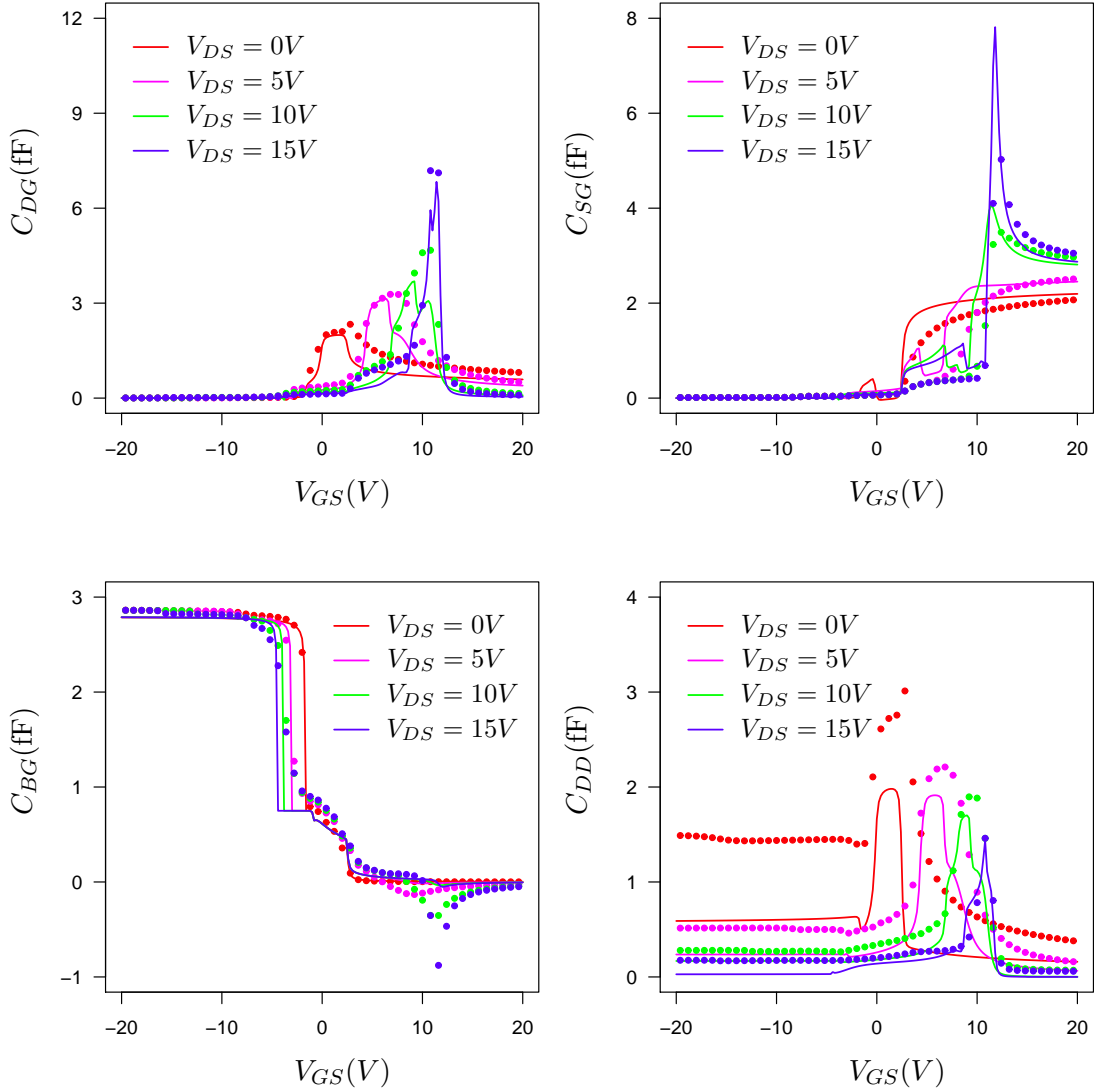 12
9
6
3
0
C_{DG}(fF)
V_{DS} = 0V
V_{DS} = 5V
V_{DS} = 10V
V_{DS} = 15V
−20 −10 0 10 20
V_{GS}(V)
8
6
4
2
0
C_{SG}(fF)
V_{DS} = 0V
V_{DS} = 5V
V_{DS} = 10V
V_{DS} = 15V
−20 −10 0 10 20
V_{GS}(V)
3
2
1
0
−1
C_{BG}(fF)
V_{DS} = 0V
V_{DS} = 5V
V_{DS} = 10V
V_{DS} = 15V
−20 −10 0 10 20
V_{GS}(V)
4
3
2
1
0
C_{DD}(fF)
V_{DS} = 0V
V_{DS} = 5V
V_{DS} = 10V
V_{DS} = 15V
−20 −10 0 10 20
V_{GS}(V)